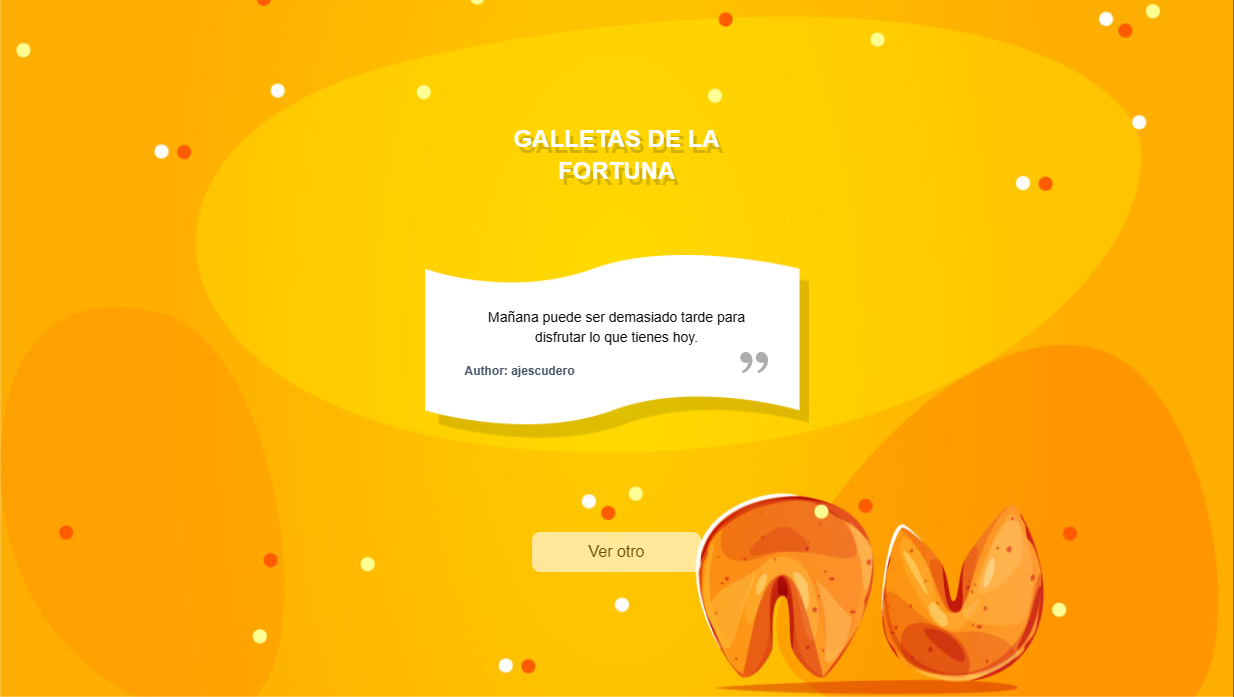 GALLETAS DE LA
FORTUNA
Mañana puede ser demasiado tarde para
disfrutar lo que tienes hoy.
Author: ajescudero
Ver otro